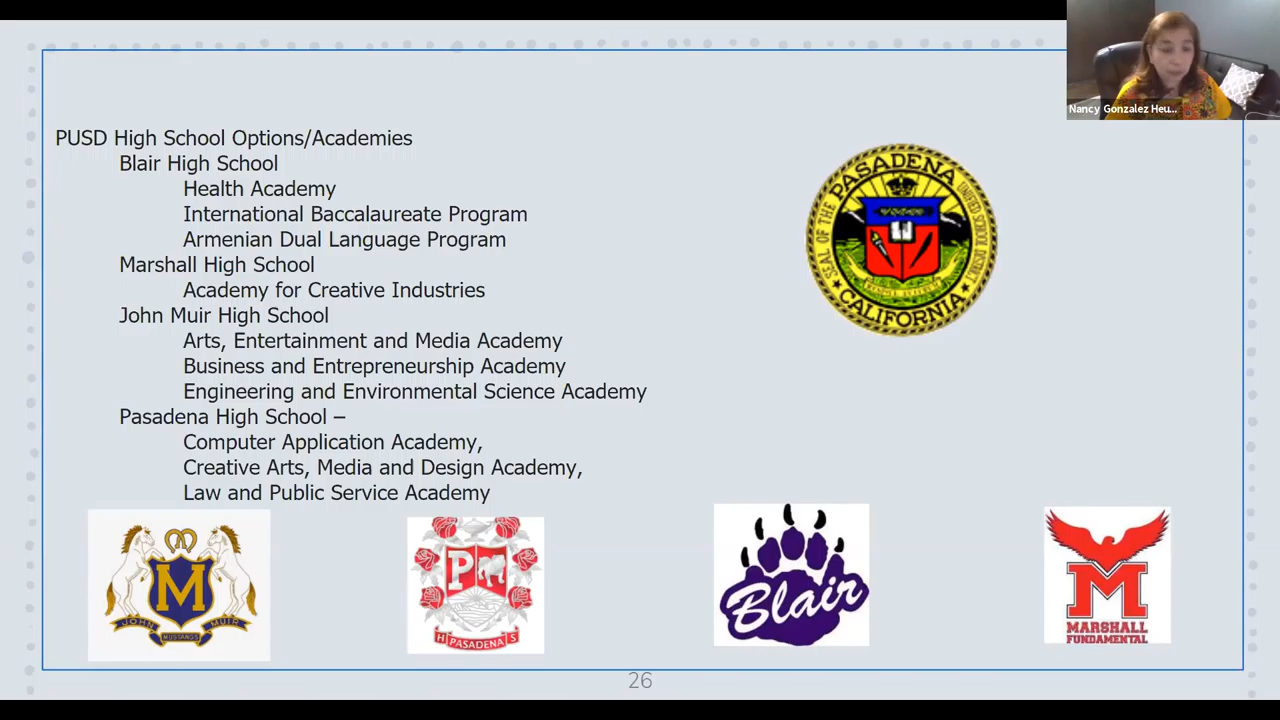 Nancy Gonzalez Heu...
PUSD High School Options/Academies
Blair High School
Health Academy
International Baccalaureate Program
Armenian Dual Language Program
Marshall High School
Academy for Creative Industries
John Muir High School
Arts, Entertainment and Media Academy
Business and Entrepreneurship Academy
Engineering and Environmental Science Academy
Pasadena High School –
Computer Application Academy,
Creative Arts, Media and Design Academy,
Law and Public Service Academy
SEAL OF THE PASADENA UNIFIED SCHOOL DISTRICT
CALIFORNIA
M
JOHN MUIR
MUSTANGS
P
H PASADENA S
Blair
M
MARSHALL
FUNDAMENTAL
26